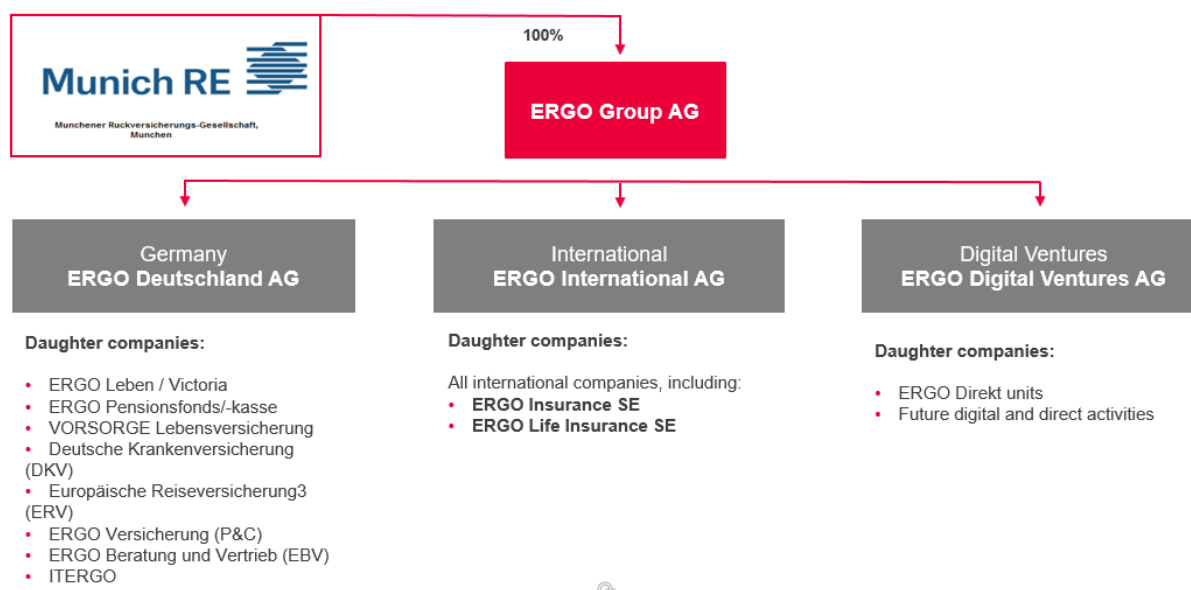 Munich RE
Munchener Ruckversicherungs-Gesellschaft,
Munchen
100%
ERGO Group AG
Germany
ERGO Deutschland AG
Daughter companies:
• ERGO Leben / Victoria
• ERGO Pensionsfonds/-kasse
• VORSORGE Lebensversicherung
• Deutsche Krankenversicherung
(DKV)
• Europäische Reiseversicherung3
(ERV)
• ERGO Versicherung (P&C)
• ERGO Beratung und Vertrieb (EBV)
• ITERGO
International
ERGO International AG
Daughter companies:
All international companies, including:
• ERGO Insurance SE
• ERGO Life Insurance SE
Digital Ventures
ERGO Digital Ventures AG
Daughter companies:
• ERGO Direkt units
• Future digital and direct activities